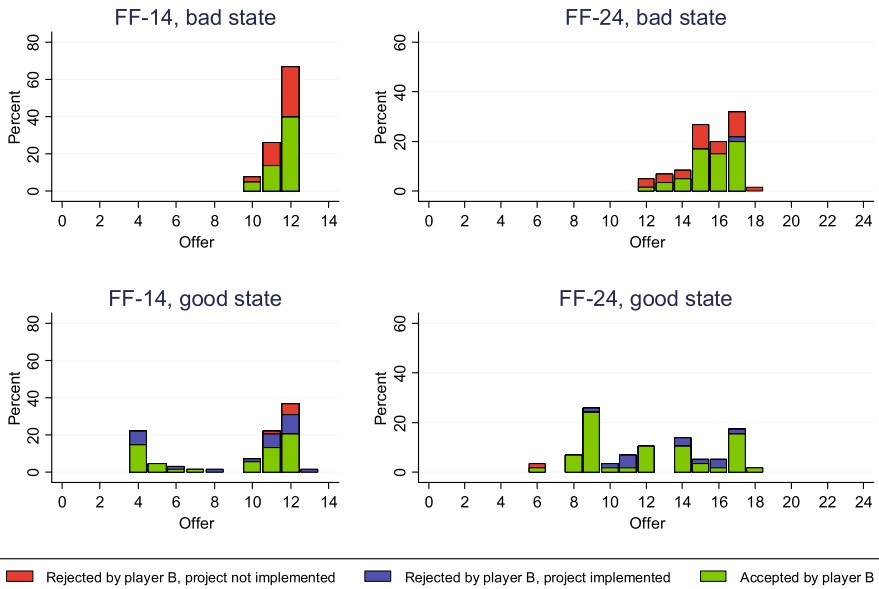 FF-14, bad state
80
60
40
20
0
Percent
0 2 4 6 8 10 12 14
Offer
FF-24, bad state
60
40
20
0
Percent
0 2 4 6 8 10 12 14 16 18 20 22 24
Offer
FF-14, good state
80
60
40
20
0
Percent
0 2 4 6 8 10 12 14
Offer
FF-24, good state
60
40
20
0
Percent
0 2 4 6 8 10 12 14 16 18 20 22 24
Offer
Rejected by player B, project not implemented
Rejected by player B, project implemented
Accepted by player B